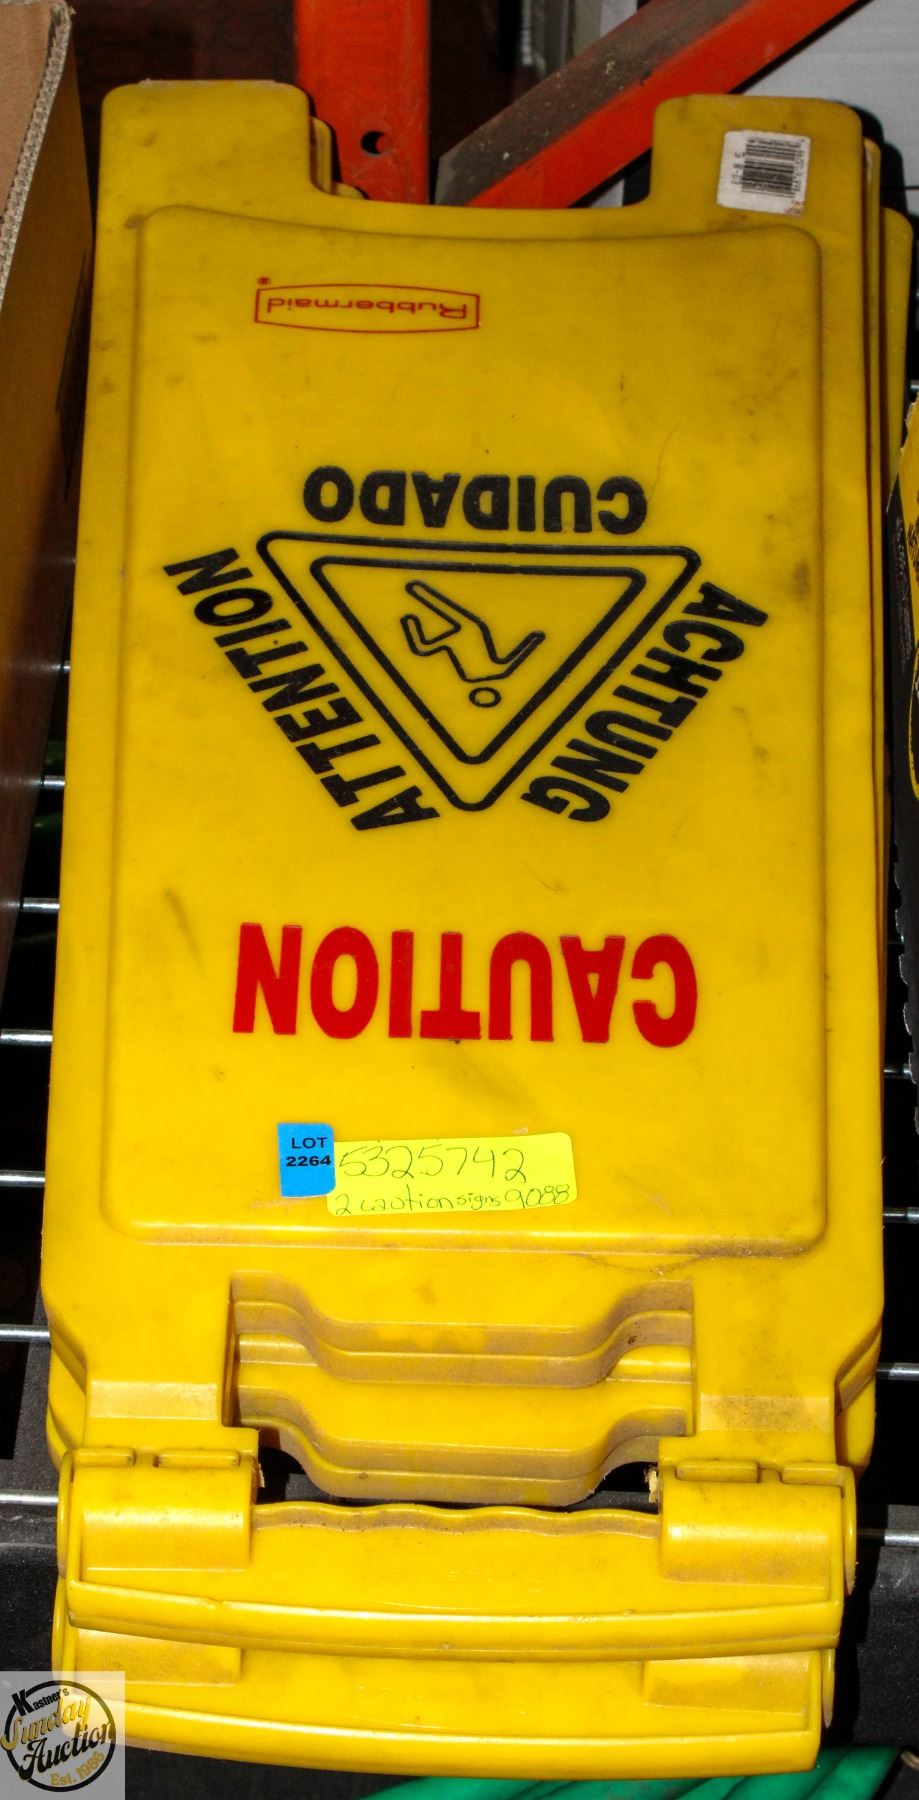 Rubbermaid®
CUIDADO
ATTENTION
ACHTUNG
CAUTION
LOT
2264
5325742
2 caution signs 9088
Kastner's
Sunday
Auction
Est. 1986